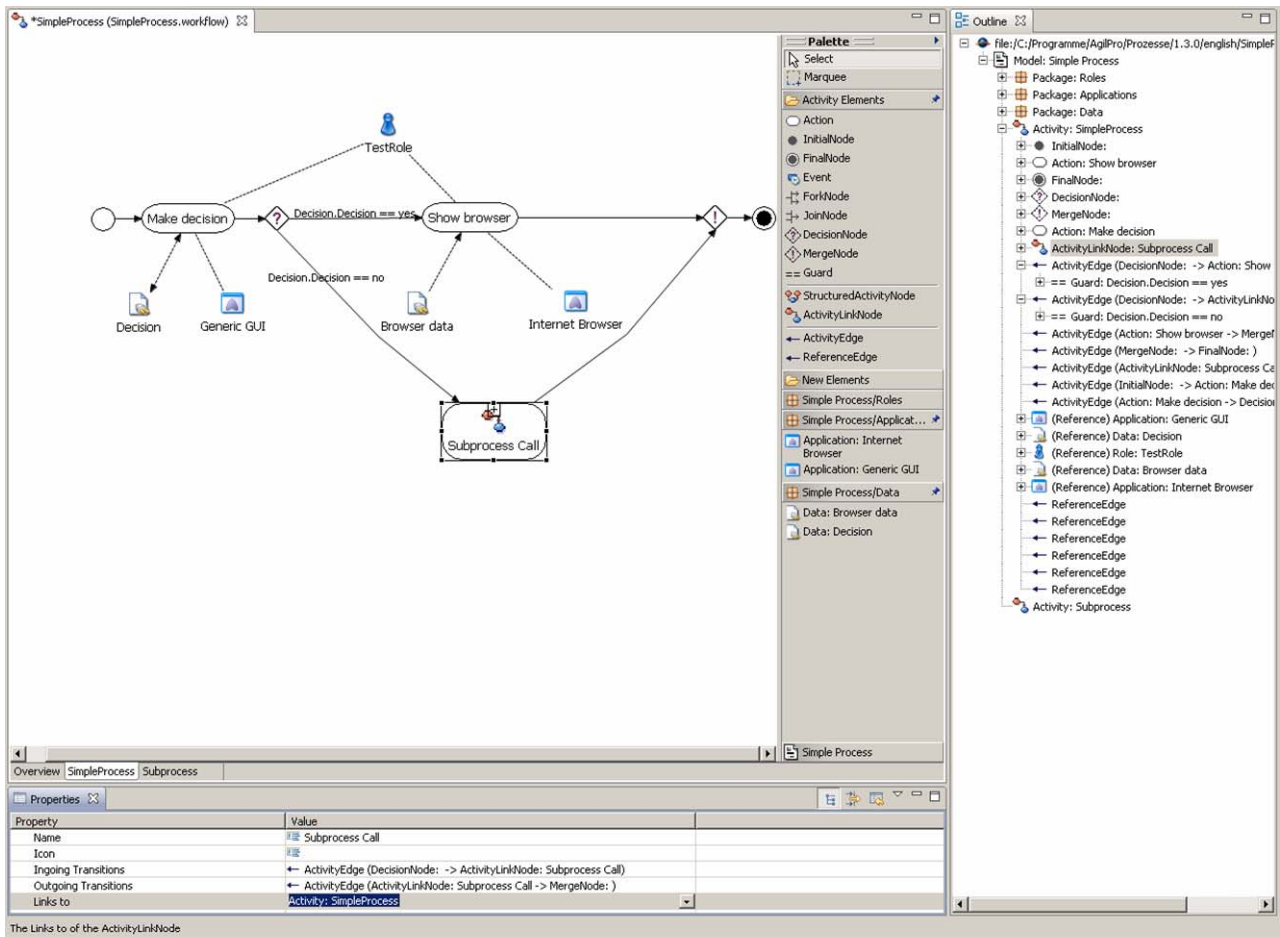 *SimpleProcess (SimpleProcess.workflow)
TestRole
Make decision
Decision.Decision == yes
Show browser
Decision.Decision == no
Decision
Generic GUI
Browser data
Internet Browser
Subprocess Call
Overview
SimpleProcess
Subprocess
Palette
Select
Marquee
Activity Elements
Action
InitialNode
FinalNode
Event
ForkNode
JoinNode
DecisionNode
MergeNode
== Guard
StructuredActivityNode
ActivityLinkNode
ActivityEdge
ReferenceEdge
New Elements
Simple Process/Roles
Simple Process/Applicat...
Application: Internet
Browser
Application: Generic GUI
Simple Process/Data
Data: Browser data
Data: Decision
Simple Process
Outline
file:/C:/Programme/AgilPro/Prozesse/1.3.0/english/SimpleP
Model: Simple Process
Package: Roles
Package: Applications
Package: Data
Activity: SimpleProcess
InitialNode:
Action: Show browser
FinalNode:
DecisionNode:
MergeNode:
Action: Make decision
ActivityLinkNode: Subprocess Call
ActivityEdge (DecisionNode: -> Action: Show
== Guard: Decision.Decision == yes
ActivityEdge (DecisionNode: -> ActivityLinkNo
== Guard: Decision.Decision == no
ActivityEdge (Action: Show browser -> Mergel
ActivityEdge (MergeNode: -> FinalNode: )
ActivityEdge (ActivityLinkNode: Subprocess Ca
ActivityEdge (InitialNode: -> Action: Make dec
ActivityEdge (Action: Make decision -> Decision
(Reference) Application: Generic GUI
(Reference) Data: Decision
(Reference) Role: TestRole
(Reference) Data: Browser data
(Reference) Application: Internet Browser
ReferenceEdge
ReferenceEdge
ReferenceEdge
ReferenceEdge
ReferenceEdge
ReferenceEdge
Activity: Subprocess
Properties
Property Value
Name Subprocess Call
Icon
Ingoing Transitions ActivityEdge (DecisionNode: -> ActivityLinkNode: Subprocess Call)
Outgoing Transitions ActivityEdge (ActivityLinkNode: Subprocess Call -> MergeNode: )
Links to Activity: SimpleProcess
The Links to of the ActivityLinkNode